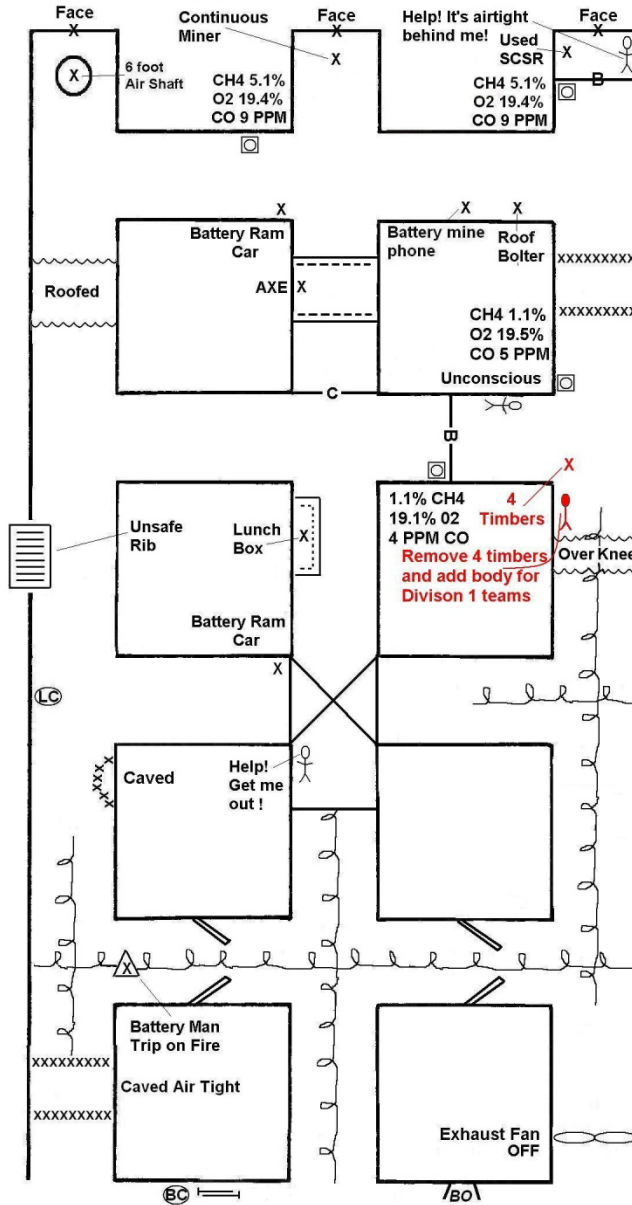 Face
Continuous
Miner
Face
Help! It's airtight
behind me!
Face
Used
SCSR
X
X
X
X
X
6 foot
Air Shaft
CH4 5.1%
O2 19.4%
CO 9 PPM
CH4 5.1%
O2 19.4%
CO 9 PPM
B
X
Battery Ram
Car
X
Battery mine
phone
X
Roof
Bolter
XXXXXXXXX
Roofed
AXE
X
XXXXXXXXX
CH4 1.1%
O2 19.5%
CO 5 PPM
Unconscious
C
B
X
1.1% CH4
19.1% 02
4 PPM CO
4
Timbers
Unsafe
Rib
Lunch
Box
X
Remove 4 timbers
and add body for
Divison 1 teams
Over Knee
Battery Ram
Car
X
LC
XXXXX
Caved
Help!
Get me
out !
X
Battery Man
Trip on Fire
XXXXXXXXX
Caved Air Tight
XXXXXXXXX
Exhaust Fan
OFF
BC
BO